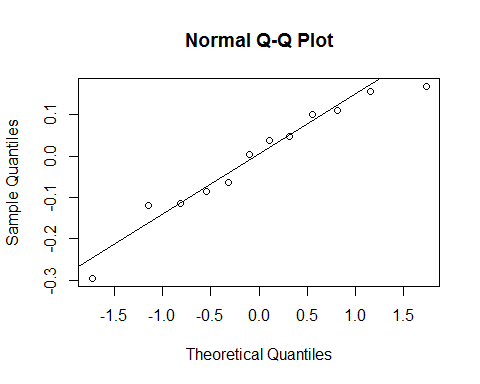 Normal Q-Q Plot
Sample Quantiles
0.1
0.0
-0.1
-0.2
-0.3
-1.5 -1.0 -0.5 0.0 0.5 1.0 1.5
Theoretical Quantiles